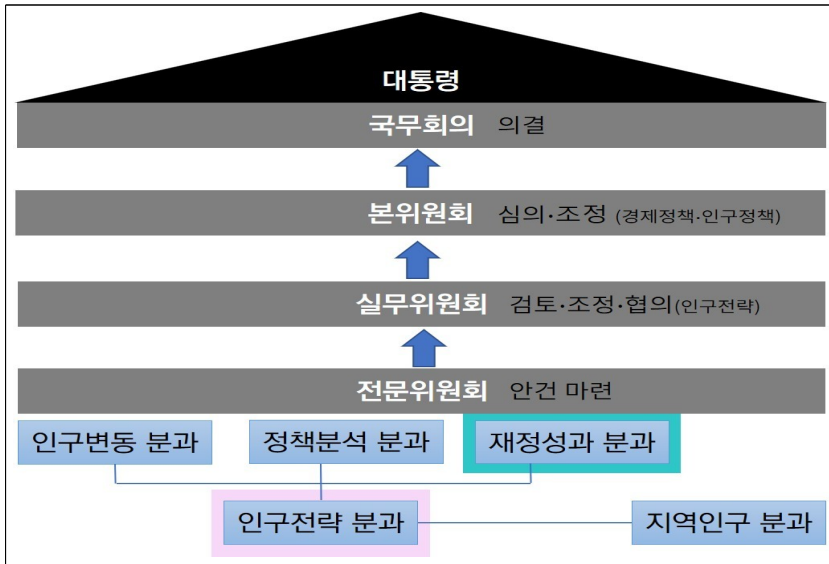 대통령
국무회의 의결
본위원회 심의·조정 (경제정책·인구정책)
실무위원회 검토·조정·협의(인구전략)
전문위원회 안건 마련
인구변동 분과 정책분석 분과 재정성과 분과
인구전략 분과 지역인구 분과